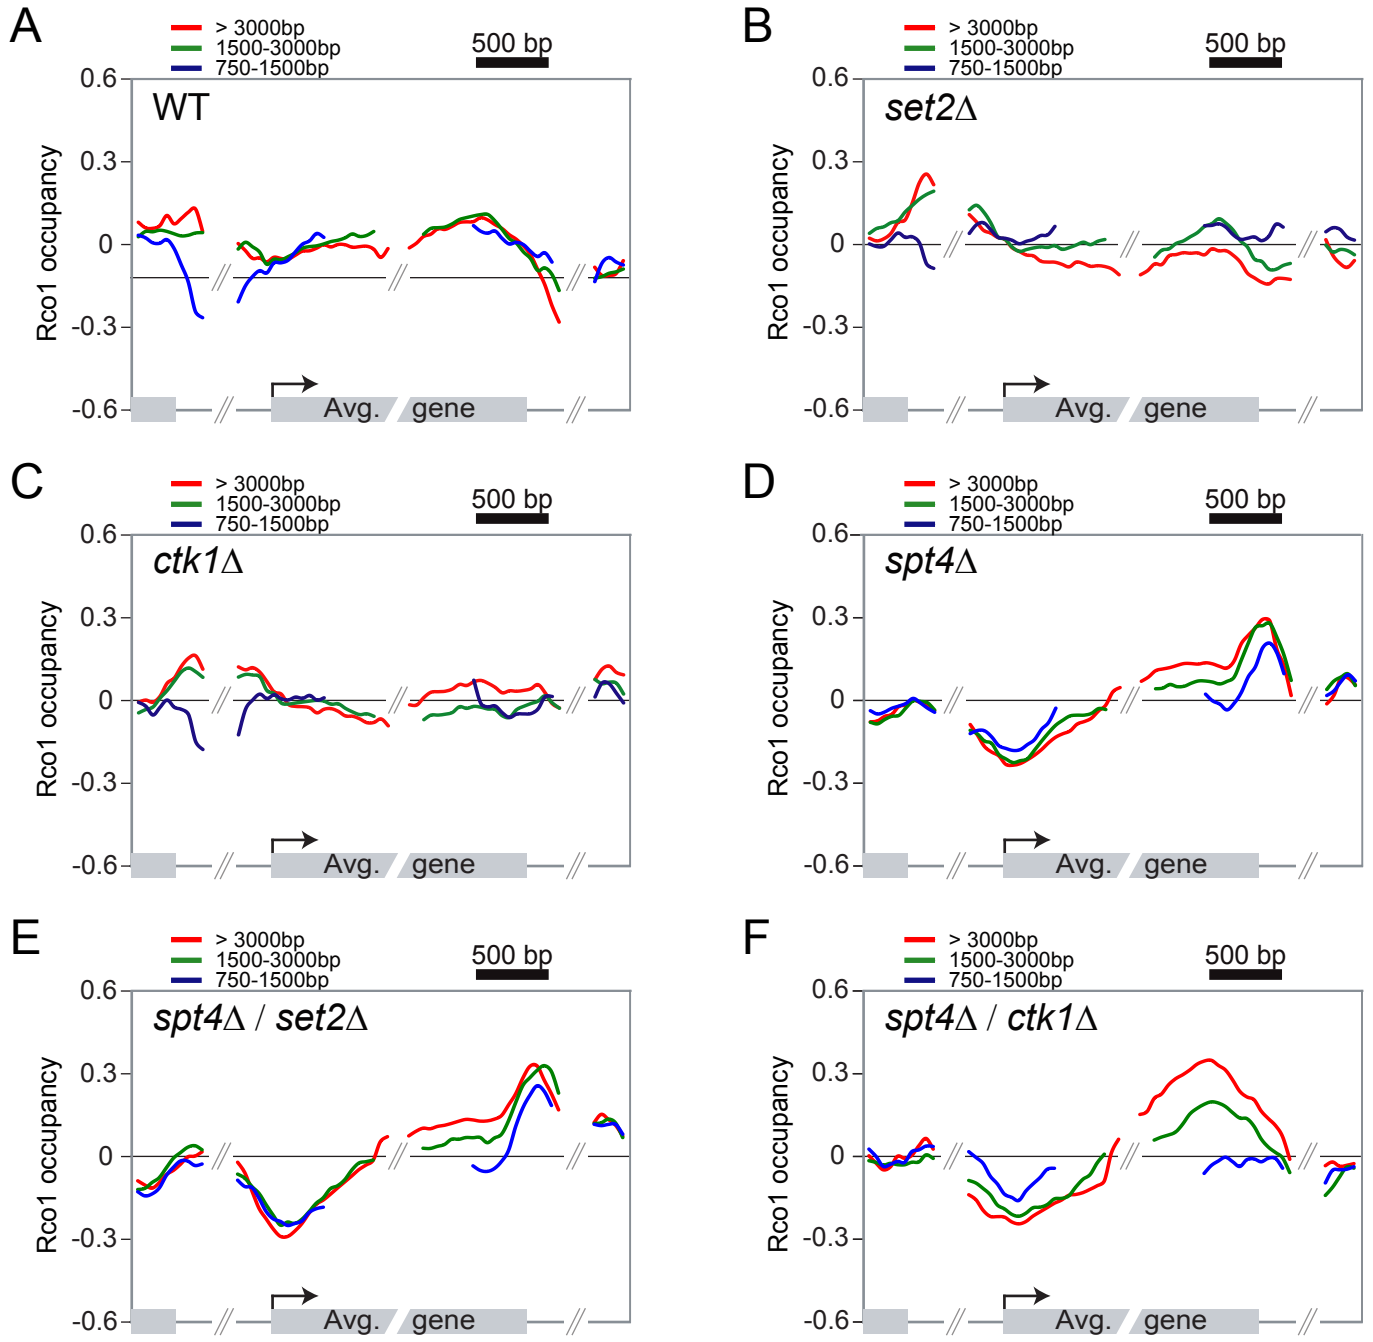 A
> 3000bp
1500-3000bp
750-1500bp
500 bp
WT
Rco1 occupancy
0.6
0.3
0
-0.3
-0.6
Avg. gene
B
> 3000bp
1500-3000bp
750-1500bp
500 bp
set2Δ
Rco1 occupancy
0.6
0.3
0
-0.3
-0.6
Avg. gene
C
> 3000bp
1500-3000bp
750-1500bp
500 bp
ctk1Δ
Rco1 occupancy
0.6
0.3
0
-0.3
-0.6
Avg. gene
D
> 3000bp
1500-3000bp
750-1500bp
500 bp
spt4Δ
Rco1 occupancy
0.6
0.3
0
-0.3
-0.6
Avg. gene
E
> 3000bp
1500-3000bp
750-1500bp
500 bp
spt4Δ / set2Δ
Rco1 occupancy
0.6
0.3
0
-0.3
-0.6
Avg. gene
F
> 3000bp
1500-3000bp
750-1500bp
500 bp
spt4Δ / ctk1Δ
Rco1 occupancy
0.6
0.3
0
-0.3
-0.6
Avg. gene